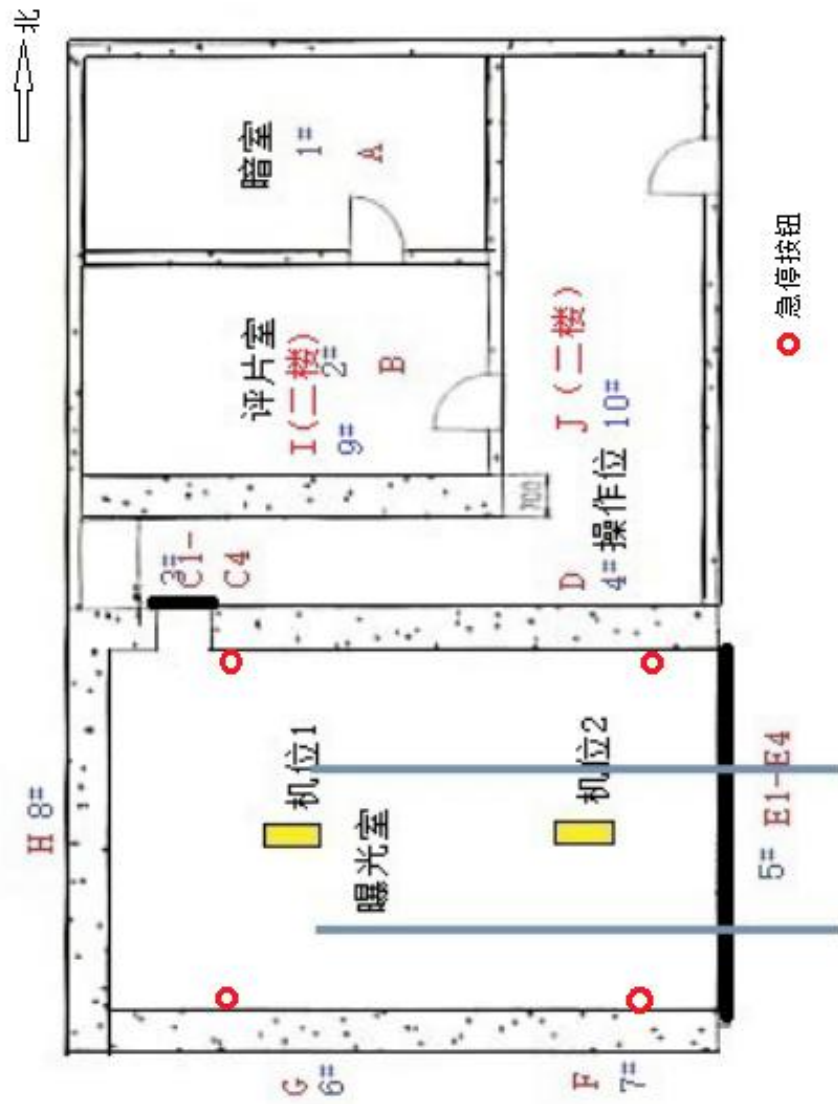 北
暗室
1#
A
评片室
I(二楼)
2#
9#
B
J（二楼）
操作位
10#
D
4#
3#
C1-
C4
700
机位1
机位2
曝光室
H 8#
5# E1-E4
G
6#
F
7#
急停按钮